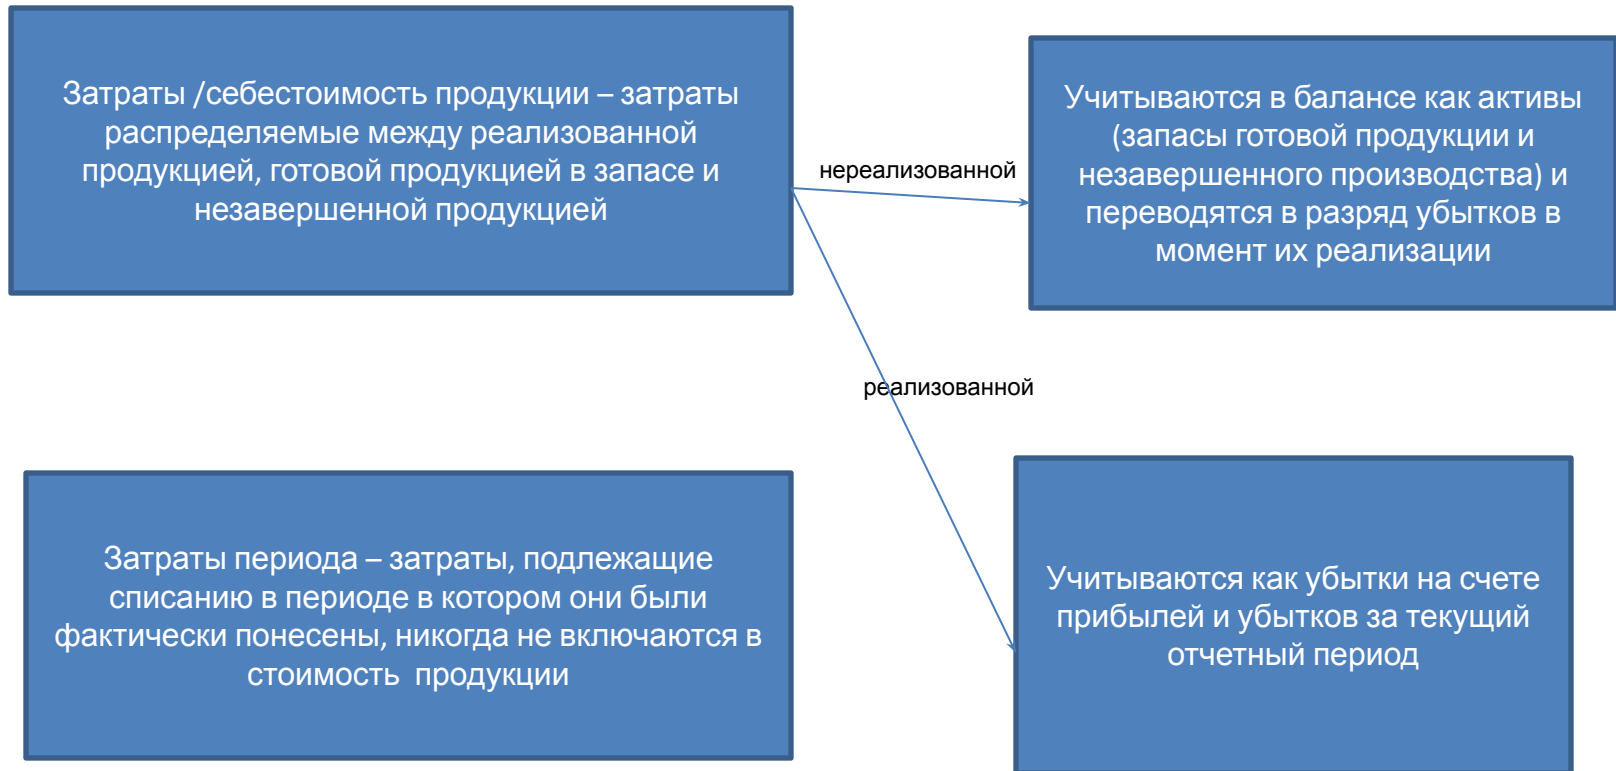 Затраты /себестоимость продукции – затраты
распределяемые между реализованной
продукцией, готовой продукцией в запасе и
незавершенной продукцией
нереализованной
Учитываются в балансе как активы
(запасы готовой продукции и
незавершенного производства) и
переводятся в разряд убытков в
момент их реализации
реализованной
Затраты периода – затраты, подлежащие
списанию в периоде в котором они были
фактически понесены, никогда не включаются в
стоимость  продукции
Учитываются как убытки на счете
прибылей и убытков за текущий
отчетный период